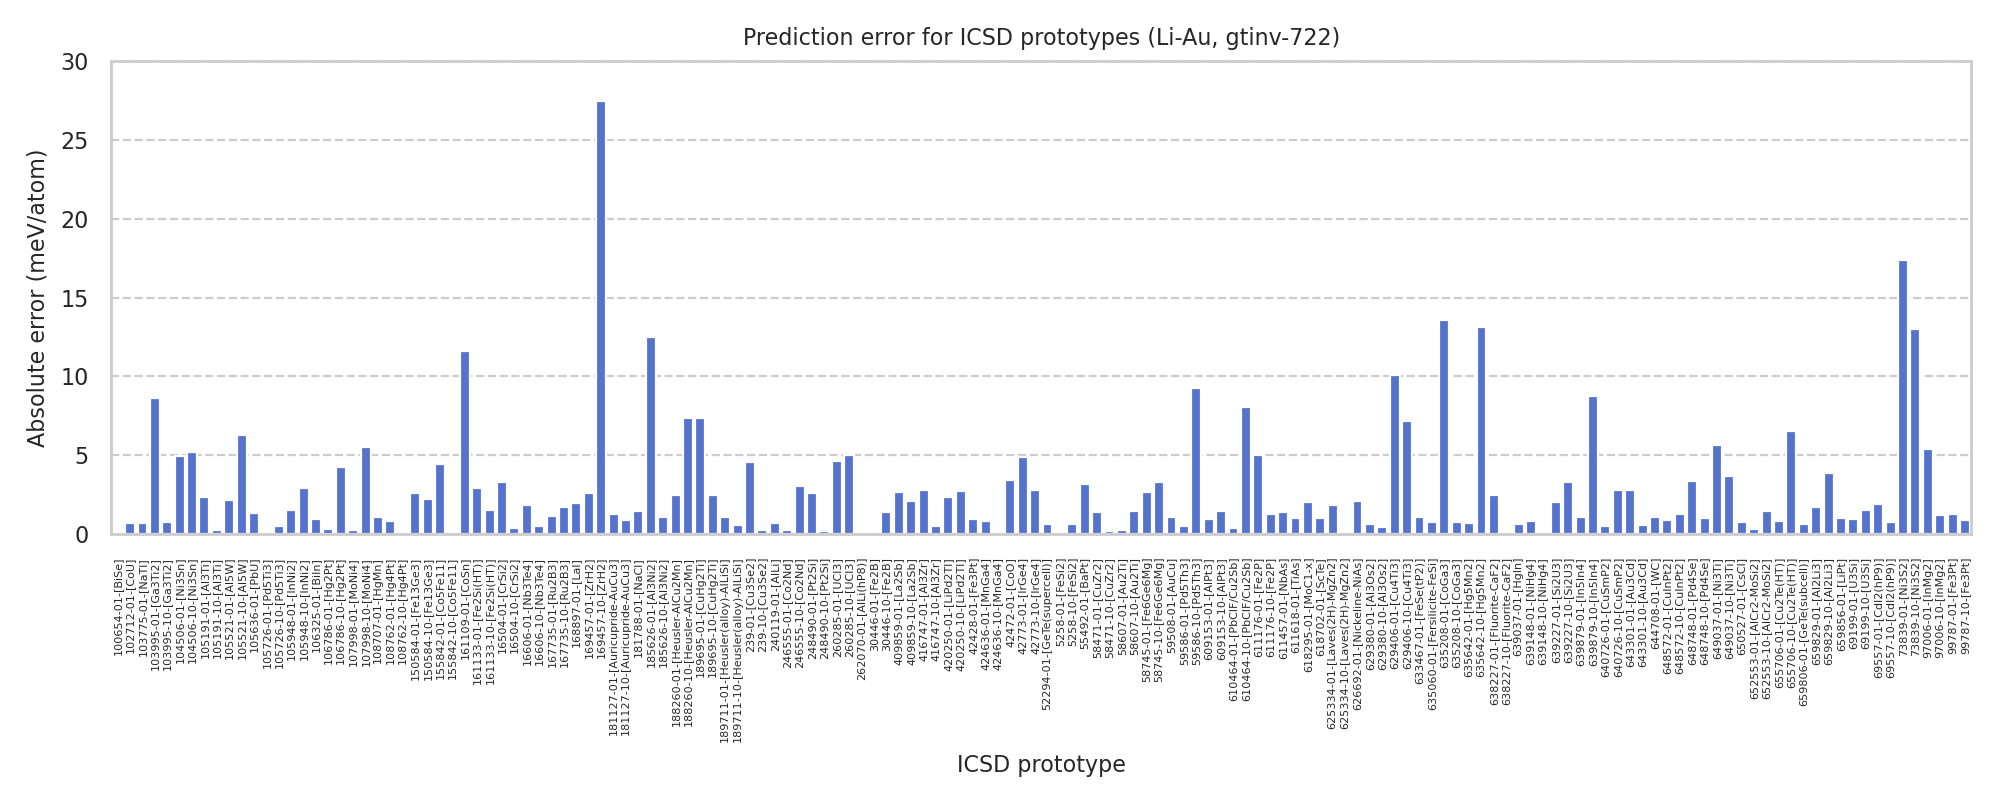 Prediction error for ICSD prototypes (Li-Au, gtinv-722)
Absolute error (meV/atom)
30
25
20
15
10
5
0
100654-01-[BiSe]
102712-01-[CoU]
103775-01-[NaTl]
103995-01-[Ga3Ti2]
103995-10-[Ga3Ti2]
104506-01-[Ni3Sn]
104506-10-[Ni3Sn]
105191-01-[Al3Ti]
105191-10-[Al3Ti]
105521-01-[Al5W]
105521-10-[Al5W]
105636-01-[PbU]
105726-01-[Pd5Ti3]
105726-10-[Pd5Ti3]
105948-01-[InNi2]
105948-10-[InNi2]
106325-01-[BiIn]
106786-01-[Hg2Pt]
106786-10-[Hg2Pt]
107998-01-[MoNi4]
107998-10-[MoNi4]
108707-01-[HgMn]
108762-01-[Hg4Pt]
108762-10-[Hg4Pt]
150584-01-[Fe13Ge3]
150584-10-[Fe13Ge3]
155842-01-[Co5Fe11]
155842-10-[Co5Fe11]
161109-01-[CoSn]
161133-01-[Fe2Si(HT)]
161133-10-[Fe2Si(HT)]
16504-01-[CrSi2]
16504-10-[CrSi2]
16606-01-[Nb3Te4]
16606-10-[Nb3Te4]
167735-01-[Ru2B3]
167735-10-[Ru2B3]
168897-01-[LaI]
169457-01-[ZrH2]
169457-10-[ZrH2]
181127-01-[Auricupride-AuCu3]
181127-10-[Auricupride-AuCu3]
181788-01-[NaCl]
185626-01-[Al3Ni2]
185626-10-[Al3Ni2]
188260-01-[Heusler-AlCu2Mn]
188260-10-[Heusler-AlCu2Mn]
189695-01-[CuHg2Ti]
189695-10-[CuHg2Ti]
189711-01-[Heusler(alloy)-AlLiSi]
189711-10-[Heusler(alloy)-AlLiSi]
239-01-[Cu3Se2]
239-10-[Cu3Se2]
240119-01-[AlLi]
246555-01-[Co2Nd]
246555-10-[Co2Nd]
248490-01-[Pt2Si]
248490-10-[Pt2Si]
260285-01-[UCl3]
260285-10-[UCl3]
262070-01-[AlLi(hP8)]
30446-01-[Fe2B]
30446-10-[Fe2B]
409859-01-[La2Sb]
409859-10-[La2Sb]
416747-01-[Al3Zr]
416747-10-[Al3Zr]
420250-01-[LiPd2Tl]
420250-10-[LiPd2Tl]
42428-01-[Fe3Pt]
424636-01-[MnGa4]
424636-10-[MnGa4]
42472-01-[CoO]
42773-01-[IrGe4]
42773-10-[IrGe4]
52294-01-[GeTe(supercell)]
5258-01-[FeSi2]
5258-10-[FeSi2]
55492-01-[BaPt]
58471-01-[CuZr2]
58471-10-[CuZr2]
58607-01-[Au2Ti]
58607-10-[Au2Ti]
58745-01-[Fe6Ge6Mg]
58745-10-[Fe6Ge6Mg]
59508-01-[AuCu]
59586-01-[Pd5Th3]
59586-10-[Pd5Th3]
609153-01-[AlPt3]
609153-10-[AlPt3]
610464-01-[PbClF/Cu2Sb]
610464-10-[PbClF/Cu2Sb]
611176-01-[Fe2P]
611176-10-[Fe2P]
611457-01-[NbAs]
611618-01-[TiAs]
618295-01-[MoC1-x]
618702-01-[ScTe]
625334-01-[Laves(2H)-MgZn2]
625334-10-[Laves(2H)-MgZn2]
626692-01-[Nickeline-NiAs]
629380-01-[Al3Os2]
629380-10-[Al3Os2]
629406-01-[Cu4Ti3]
629406-10-[Cu4Ti3]
633467-01-[FeSe(tP2)]
635060-01-[Fersilicite-FeSi]
635208-01-[CoGa3]
635208-10-[CoGa3]
635642-01-[Hg5Mn2]
635642-10-[Hg5Mn2]
638227-01-[Fluorite-CaF2]
638227-10-[Fluorite-CaF2]
639037-01-[HgIn]
639148-01-[NiHg4]
639148-10-[NiHg4]
639227-01-[Si2U3]
639227-10-[Si2U3]
639879-01-[In5In4]
639879-10-[In5In4]
640726-01-[CuSmP2]
640726-10-[CuSmP2]
643301-01-[Au3Cd]
643301-10-[Au3Cd]
644708-01-[WC]
648572-01-[CuInPt2]
648572-10-[CuInPt2]
648748-01-[Pd4Se]
648748-10-[Pd4Se]
649037-01-[Ni3Ti]
649037-10-[Ni3Ti]
650527-01-[CsCl]
652553-01-[AlCr2-MoSi2]
652553-10-[AlCr2-MoSi2]
655706-01-[Cu2Te(HT)]
655706-10-[Cu2Te(HT)]
659806-01-[GeTe(subcell)]
659829-01-[Al2Li3]
659829-10-[Al2Li3]
659856-01-[LiPt]
69199-01-[U3Si]
69199-10-[U3Si]
69557-01-[CdI2(hP9)]
69557-10-[CdI2(hP9)]
73839-01-[Ni3S2]
73839-10-[Ni3S2]
97006-01-[InMg2]
97006-10-[InMg2]
99787-01-[Fe3Pt]
99787-10-[Fe3Pt]
ICSD prototype